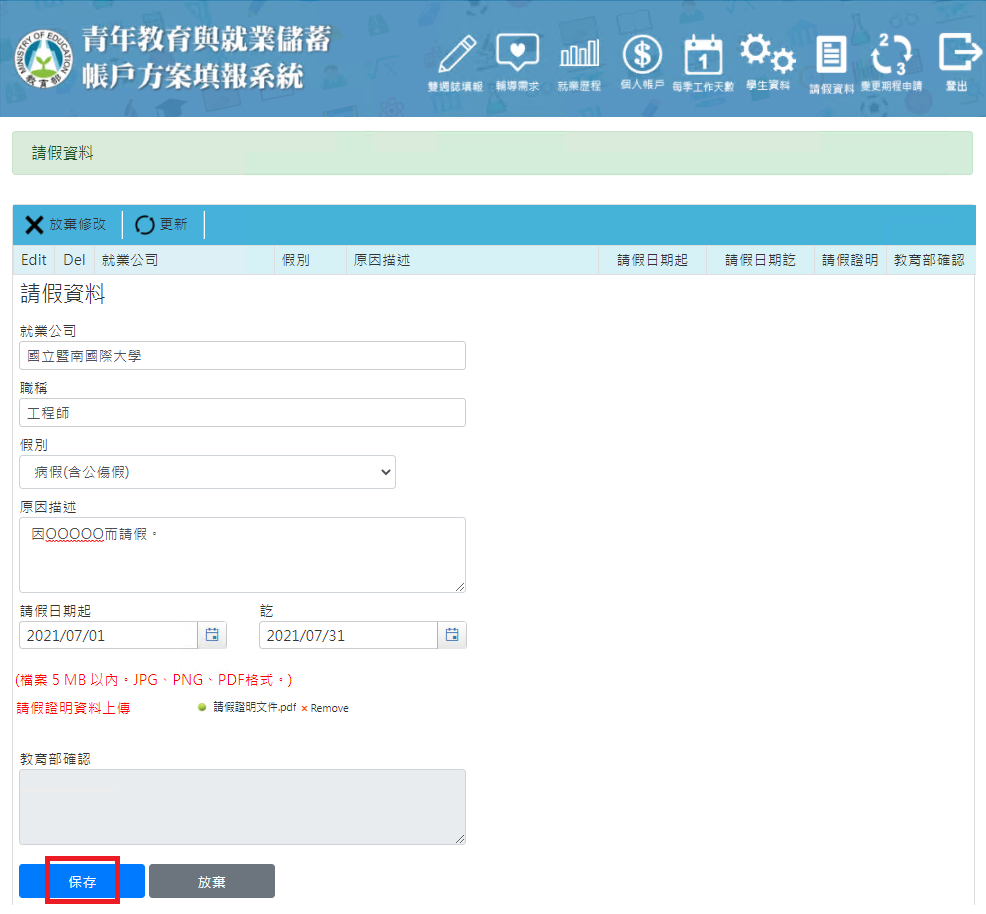 MINISTRY OF EDUCATION
教育部
青年教育與就業儲蓄
帳戶方案填報系統
雙週誌填報 輔導需求 就業歷程 個人帳戶 每季工作天數 學生資料 請假資料 變更期程申請 登出
請假資料
放棄修改 更新
Edit Del 就業公司 假別 原因描述 請假日期起 請假日期訖 請假證明 教育部確認
請假資料
就業公司
國立暨南國際大學
職稱
工程師
假別
病假(含公傷假)
原因描述
因OOOOO而請假。
請假日期起 訖
2021/07/01 2021/07/31
(檔案 5 MB 以內。JPG、PNG、PDF格式。)
請假證明資料上傳 請假證明文件.pdf × Remove
教育部確認
保存 放棄